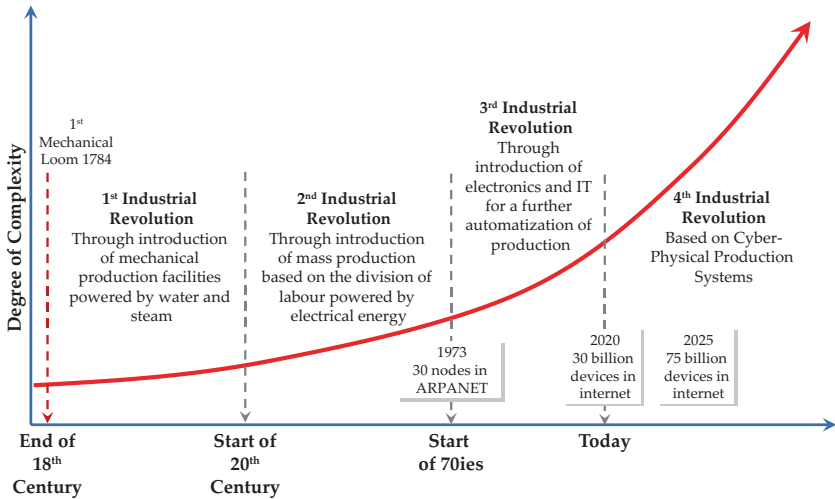 Degree of Complexity
1st
Mechanical
Loom 1784
1st Industrial
Revolution
Through introduction
of mechanical
production facilities
powered by water and
steam
2nd Industrial
Revolution
Through introduction
of mass production
based on the division of
labour powered by
electrical energy
3rd Industrial
Revolution
Through
introduction of
electronics and IT
for a further
automatization of
production
4th Industrial
Revolution
Based on Cyber-
Physical Production
Systems
1973
30 nodes in
ARPANET
2020
30 billion
devices in
internet
2025
75 billion
devices in
internet
End of
18th
Century
Start of
20th
Century
Start
of 70ies
Today